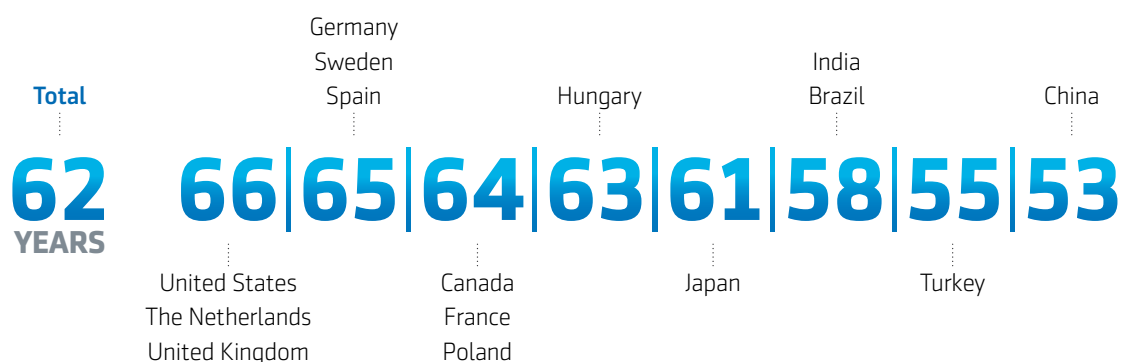 Total
62
YEARS
Germany
Sweden
Spain
Hungary
India
Brazil
China
66 65 64 63 61 58 55 53
United States
The Netherlands
United Kingdom
Canada
France
Poland
Japan
Turkey